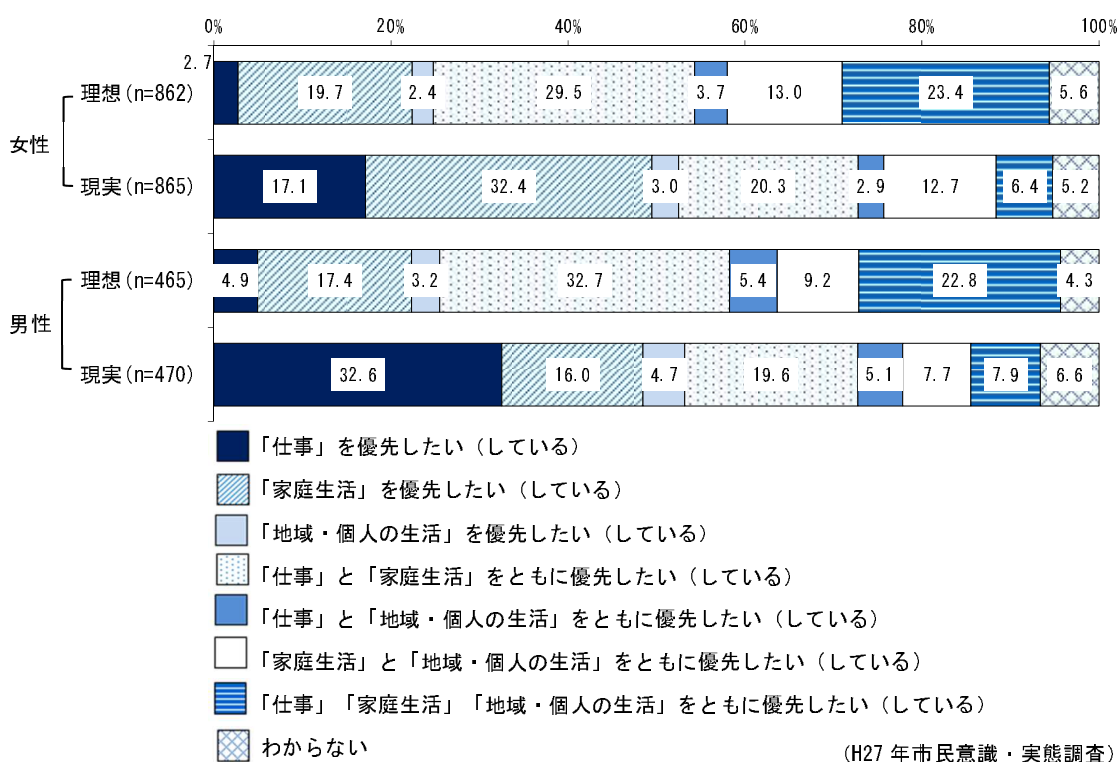 0% 20% 40% 60% 80% 100%
女性
理想(n=862) 2.7 19.7 2.4 29.5 3.7 13.0 23.4 5.6
現実(n=865) 17.1 32.4 3.0 20.3 2.9 12.7 6.4 5.2
男性
理想(n=465) 4.9 17.4 3.2 32.7 5.4 9.2 22.8 4.3
現実(n=470) 32.6 16.0 4.7 19.6 5.1 7.7 7.9 6.6
「仕事」を優先したい（している）
「家庭生活」を優先したい（している）
「地域・個人の生活」を優先したい（している）
「仕事」と「家庭生活」をともに優先したい（している）
「仕事」と「地域・個人の生活」をともに優先したい（している）
「家庭生活」と「地域・個人の生活」をともに優先したい（している）
「仕事」「家庭生活」「地域・個人の生活」をともに優先したい（している）
わからない
(H27 年市民意識・実態調査)